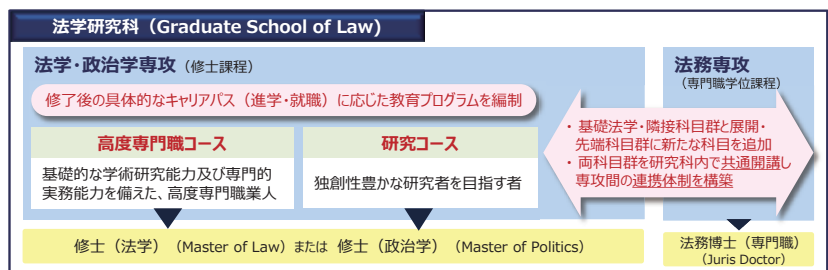 法学研究科（Graduate School of Law)
法学・政治学専攻（修士課程）
修了後の具体的なキャリアパス（進学・就職）に応じた教育プログラムを編制
高度専門職コース
基礎的な学術研究能力及び専門的
実務能力を備えた、高度専門職業人
研究コース
独創性豊かな研究者を目指す者
修士（法学）（Master of Law）または 修士（政治学）（Master of Politics）
法務専攻
（専門職学位課程）
・ 基礎法学・隣接科目群と展開・
先端科目群に新たな科目を追加
・ 両科目群を研究科内で共通開講し
専攻間の連携体制を構築
法務博士（専門職）
（Juris Doctor）